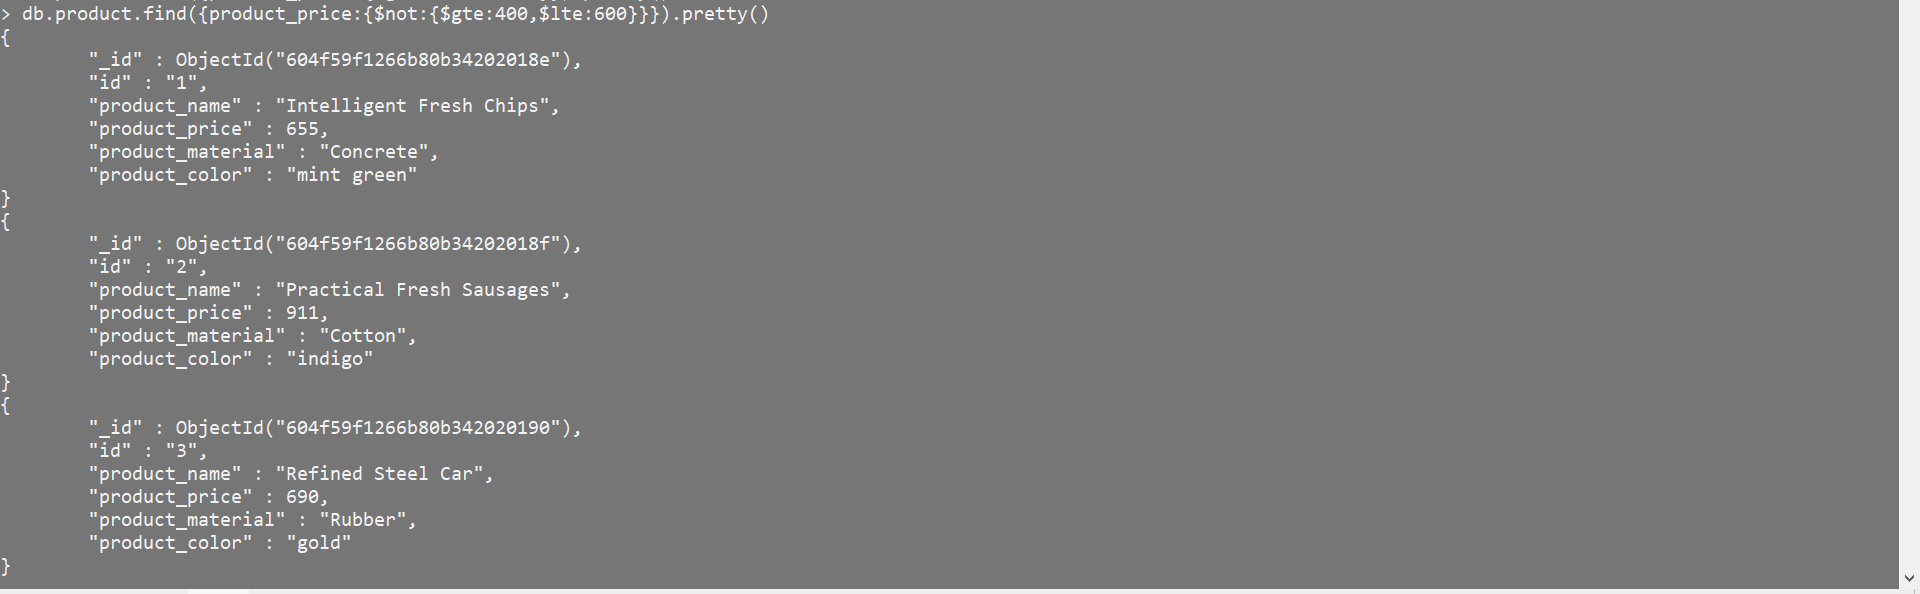 > db.product.find({product_price:{$not:{$gte:400,$lte:600}}}).pretty()
{
"_id" : ObjectId("604f59f1266b80b34202018e"),
"id" : "1",
"product_name" : "Intelligent Fresh Chips",
"product_price" : 655,
"product_material" : "Concrete",
"product_color" : "mint green"
}
{
"_id" : ObjectId("604f59f1266b80b34202018f"),
"id" : "2",
"product_name" : "Practical Fresh Sausages",
"product_price" : 911,
"product_material" : "Cotton",
"product_color" : "indigo"
}
{
"_id" : ObjectId("604f59f1266b80b342020190"),
"id" : "3",
"product_name" : "Refined Steel Car",
"product_price" : 690,
"product_material" : "Rubber",
"product_color" : "gold"
}